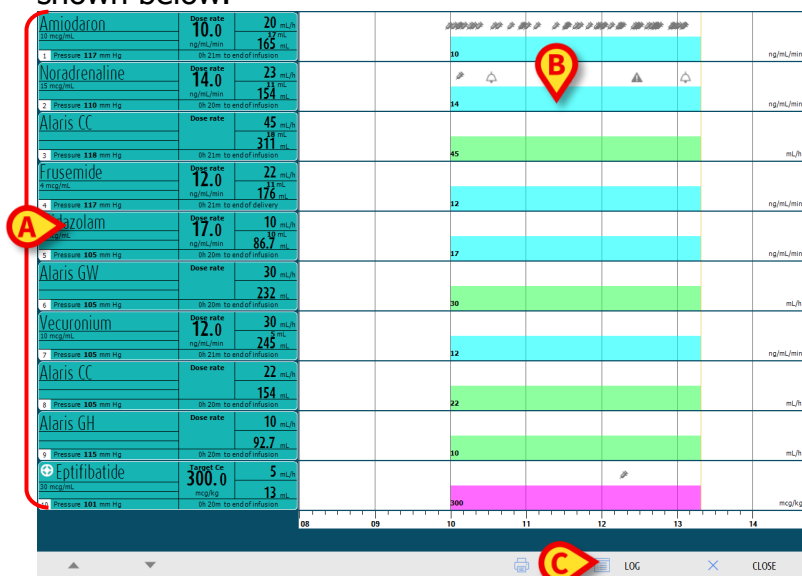 shown below.
Amiodaron
10 mcg/mL
Dose rate
10.0
ng/mL/min
20 mL/h
17 mL
165 mL
1 Pressure 117 mm Hg
0h 21m to end of infusion
10
ng/mL/min
Noradrenaline
15 mcg/mL
Dose rate
14.0
ng/mL/min
23 mL/h
11 mL
154 mL
2 Pressure 110 mm Hg
0h 20m to end of infusion
14
ng/mL/min
B
Alaris CC
Dose rate
45 mL/h
18 mL
311 mL
3 Pressure 118 mm Hg
0h 21m to end of infusion
45
mL/h
Frusemide
4 mcg/mL
Dose rate
12.0
ng/mL/min
22 mL/h
11 mL
176 mL
4 Pressure 117 mm Hg
0h 21m to end of delivery
12
ng/mL/min
A
dazolam
Dose rate
17.0
ng/mL/min
10 mL/h
10 mL
86.7 mL
5 Pressure 105 mm Hg
0h 20m to end of infusion
17
ng/mL/min
Alaris GW
Dose rate
30 mL/h
232 mL
6 Pressure 105 mm Hg
0h 20m to end of infusion
30
mL/h
Vecuronium
10 mcg/mL
Dose rate
12.0
ng/mL/min
30 mL/h
5 mL
245 mL
7 Pressure 105 mm Hg
0h 21m to end of infusion
12
ng/mL/min
Alaris CC
Dose rate
22 mL/h
154 mL
8 Pressure 105 mm Hg
0h 20m to end of infusion
22
mL/h
Alaris GH
Dose rate
10 mL/h
92.7 mL
9 Pressure 115 mm Hg
0h 20m to end of infusion
10
mL/h
Eptifibatide
30 mcg/mL
Target Ce
300.0
mcg/kg
5 mL/h
13 mL
10 Pressure 101 mm Hg
0h 20m to end of infusion
300
mcg/kg
08 09 10 11 12 13 14
C
LOG
CLOSE